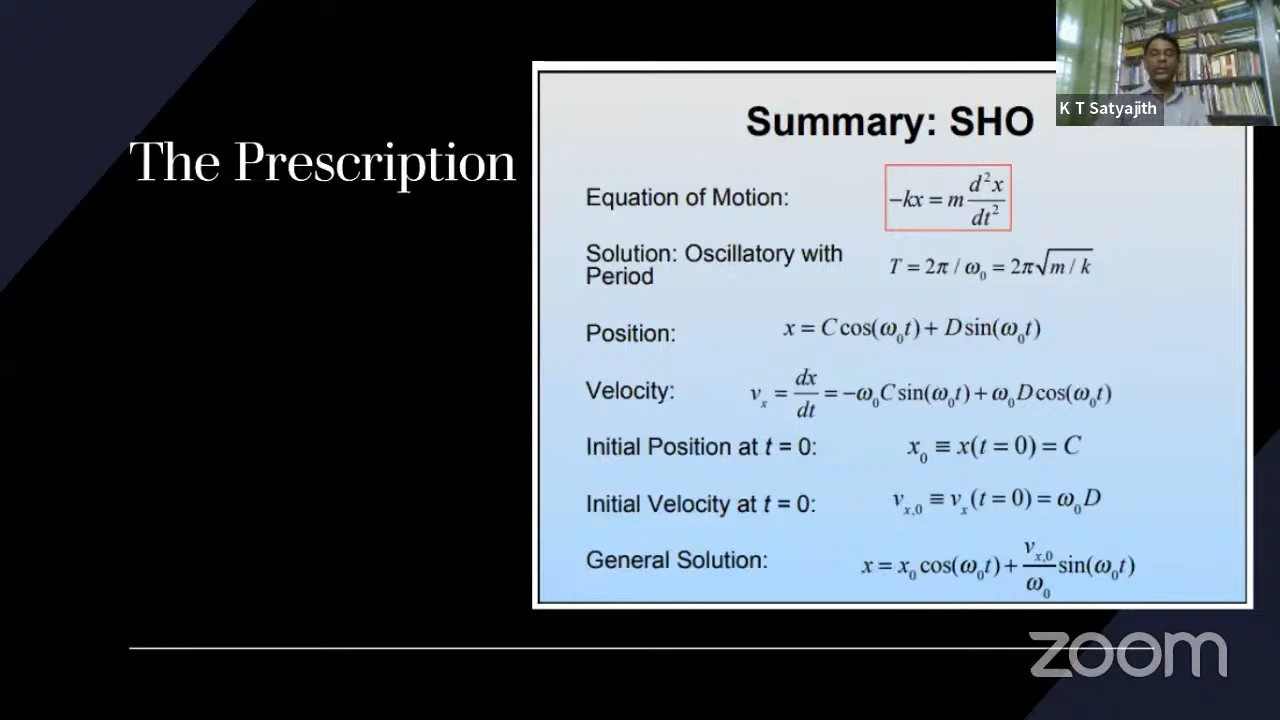 The Prescription
K T Satyajith
Summary: SHO
Equation of Motion: −kx = m d²x/dt²
Solution: Oscillatory with
Period T = 2π / ω₀ = 2π√(m / k)
Position: x = C cos(ω₀t) + D sin(ω₀t)
Velocity: vₓ = dx/dt = −ω₀C sin(ω₀t) + ω₀D cos(ω₀t)
Initial Position at t = 0: x₀ ≡ x(t = 0) = C
Initial Velocity at t = 0: vₓ,₀ ≡ vₓ(t = 0) = ω₀D
General Solution: x = x₀ cos(ω₀t) + vₓ,₀/ω₀ sin(ω₀t)
zoom